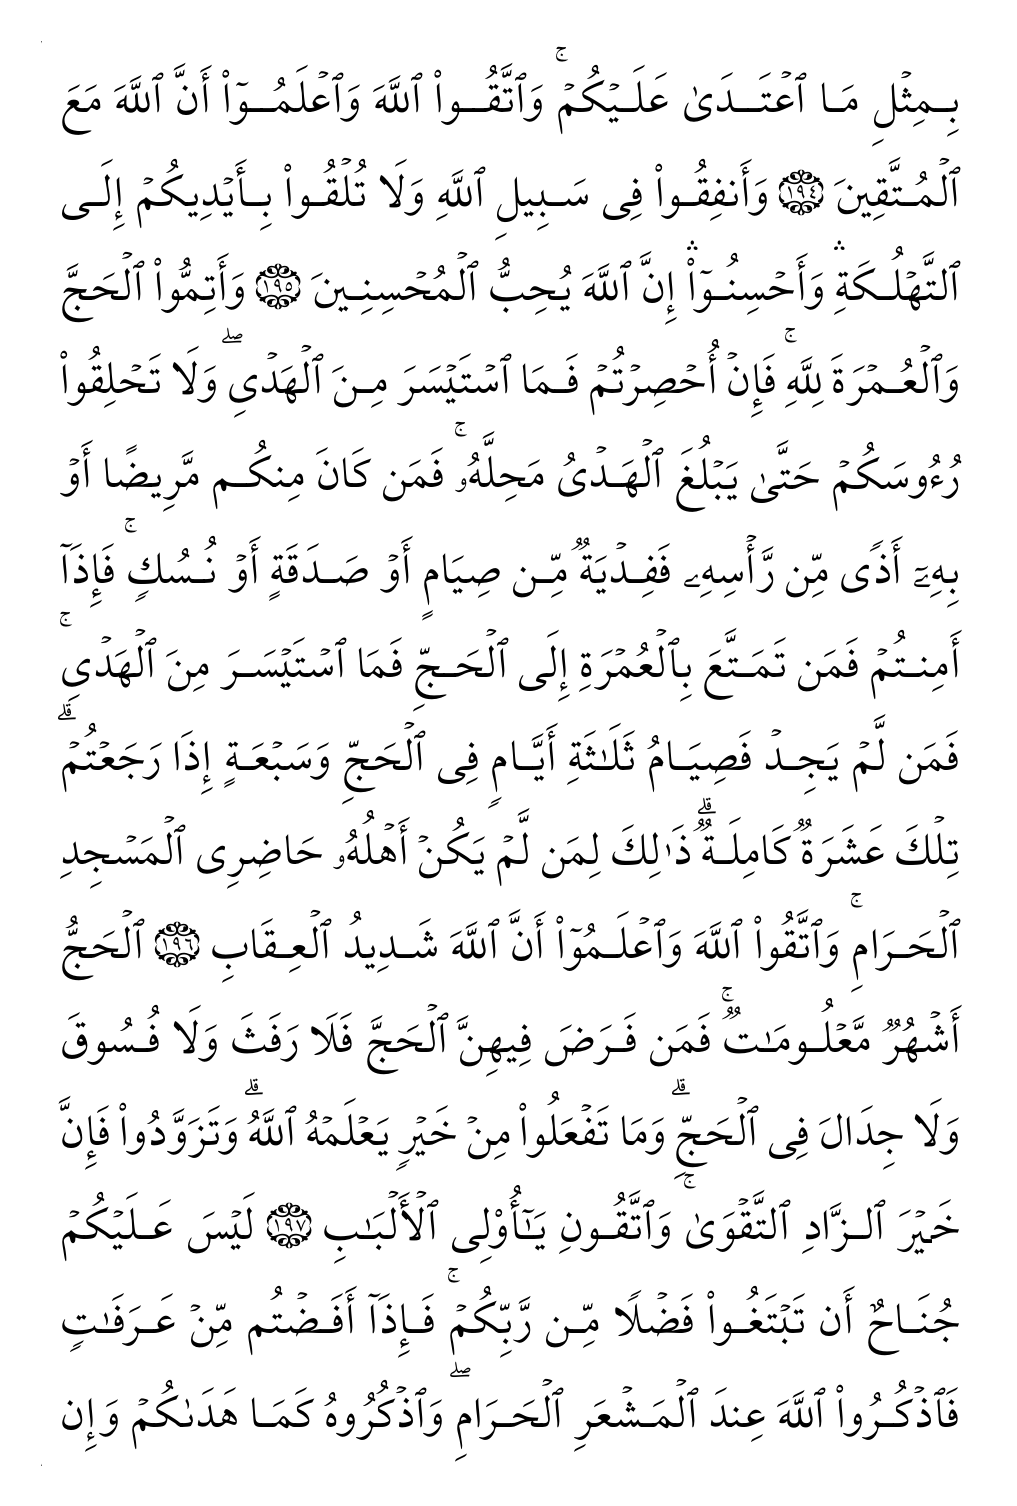 بِمِثْلِ مَا ٱعْتَدَىٰ عَلَيْكُمْ ۚ وَٱتَّقُوا۟ ٱللَّهَ وَٱعْلَمُوٓا۟ أَنَّ ٱللَّهَ مَعَ
ٱلْمُتَّقِينَ ١٩٤ وَأَنفِقُوا۟ فِى سَبِيلِ ٱللَّهِ وَلَا تُلْقُوا۟ بِأَيْدِيكُمْ إِلَى
ٱلتَّهْلُكَةِ ۛ وَأَحْسِنُوٓا۟ ۛ إِنَّ ٱللَّهَ يُحِبُّ ٱلْمُحْسِنِينَ ١٩٥ وَأَتِمُّوا۟ ٱلْحَجَّ
وَٱلْعُمْرَةَ لِلَّهِ ۚ فَإِنْ أُحْصِرْتُمْ فَمَا ٱسْتَيْسَرَ مِنَ ٱلْهَدْىِ ۖ وَلَا تَحْلِقُوا۟
رُءُوسَكُمْ حَتَّىٰ يَبْلُغَ ٱلْهَدْىُ مَحِلَّهُۥ ۚ فَمَن كَانَ مِنكُم مَّرِيضًا أَوْ
بِهِۦٓ أَذًى مِّن رَّأْسِهِۦ فَفِدْيَةٌ مِّن صِيَامٍ أَوْ صَدَقَةٍ أَوْ نُسُكٍ ۚ فَإِذَآ
أَمِنتُمْ فَمَن تَمَتَّعَ بِٱلْعُمْرَةِ إِلَى ٱلْحَجِّ فَمَا ٱسْتَيْسَرَ مِنَ ٱلْهَدْىِ ۚ
فَمَن لَّمْ يَجِدْ فَصِيَامُ ثَلَـٰثَةِ أَيَّامٍ فِى ٱلْحَجِّ وَسَبْعَةٍ إِذَا رَجَعْتُمْ ۗ
تِلْكَ عَشَرَةٌ كَامِلَةٌ ۗ ذَٰلِكَ لِمَن لَّمْ يَكُنْ أَهْلُهُۥ حَاضِرِى ٱلْمَسْجِدِ
ٱلْحَرَامِ ۚ وَٱتَّقُوا۟ ٱللَّهَ وَٱعْلَمُوٓا۟ أَنَّ ٱللَّهَ شَدِيدُ ٱلْعِقَابِ ١٩٦ ٱلْحَجُّ
أَشْهُرٌ مَّعْلُومَـٰتٌ ۚ فَمَن فَرَضَ فِيهِنَّ ٱلْحَجَّ فَلَا رَفَثَ وَلَا فُسُوقَ
وَلَا جِدَالَ فِى ٱلْحَجِّ ۗ وَمَا تَفْعَلُوا۟ مِنْ خَيْرٍ يَعْلَمْهُ ٱللَّهُ ۗ وَتَزَوَّدُوا۟ فَإِنَّ
خَيْرَ ٱلزَّادِ ٱلتَّقْوَىٰ ۚ وَٱتَّقُونِ يَـٰٓأُو۟لِى ٱلْأَلْبَـٰبِ ١٩٧ لَيْسَ عَلَيْكُمْ
جُنَاحٌ أَن تَبْتَغُوا۟ فَضْلًا مِّن رَّبِّكُمْ ۚ فَإِذَآ أَفَضْتُم مِّنْ عَرَفَـٰتٍ
فَٱذْكُرُوا۟ ٱللَّهَ عِندَ ٱلْمَشْعَرِ ٱلْحَرَامِ ۖ وَٱذْكُرُوهُ كَمَا هَدَىٰكُمْ وَإِن